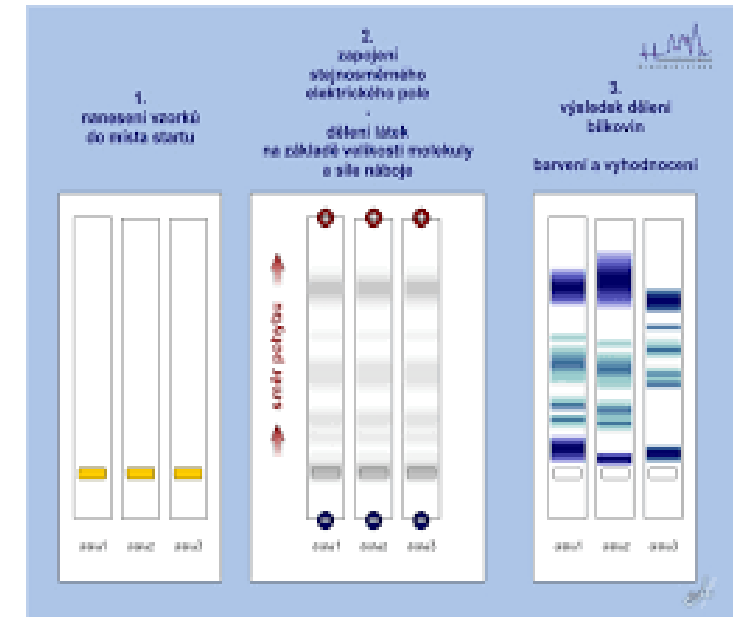 1.
nanesení vzorků
do místa startu
2.
zapojení
stejnosměrného
elektrického pole
-
dělení látek
na základě velikosti molekuly
a síle náboje
3.
výsledek dělení
bílkovin
barvení a vyhodnocení
směr pohybu
+ + +
- - -